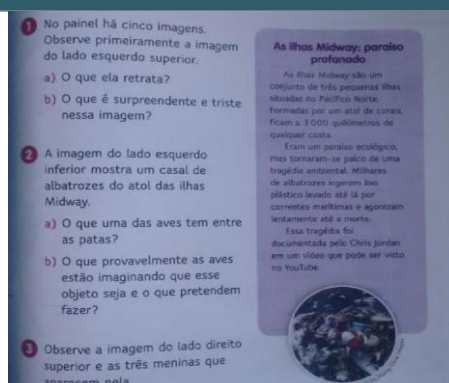 1 No painel há cinco imagens.
Observe primeiramente a imagem
do lado esquerdo superior.
a) O que ela retrata?
b) O que é surpreendente e triste
nessa imagem?
2 A imagem do lado esquerdo
inferior mostra um casal de
albatrozes do atol das ilhas
Midway.
a) O que uma das aves tem entre
as patas?
b) O que provavelmente as aves
estão imaginando que esse
objeto seja e o que pretendem
fazer?
3 Observe a imagem do lado direito
superior e as três meninas que
aparecem nela
As ilhas Midway: paraíso
profanado
As ilhas Midway são um
conjunto de três pequenas ilhas
situadas no Pacífico Norte.
Formadas por um atol de corais,
ficam a 3000 quilômetros de
qualquer costa.
Eram um paraíso ecológico,
mas tornaram-se palco de uma
tragédia ambiental. Milhares
de albatrozes ingerem lixo
plástico levado até lá por
correntes marítimas e agonizam
lentamente até a morte.
Essa tragédia foi
documentada pelo Chris Jordan
em um vídeo que pode ser visto
no YouTube.